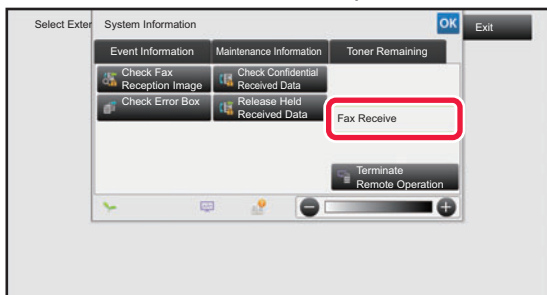 Select Exter
System Information
OK
Exit
Event Information
Maintenance Information
Toner Remaining
Check Fax
Reception Image
Check Confidential
Received Data
Check Error Box
Release Held
Received Data
Fax Receive
Terminate
Remote Operation